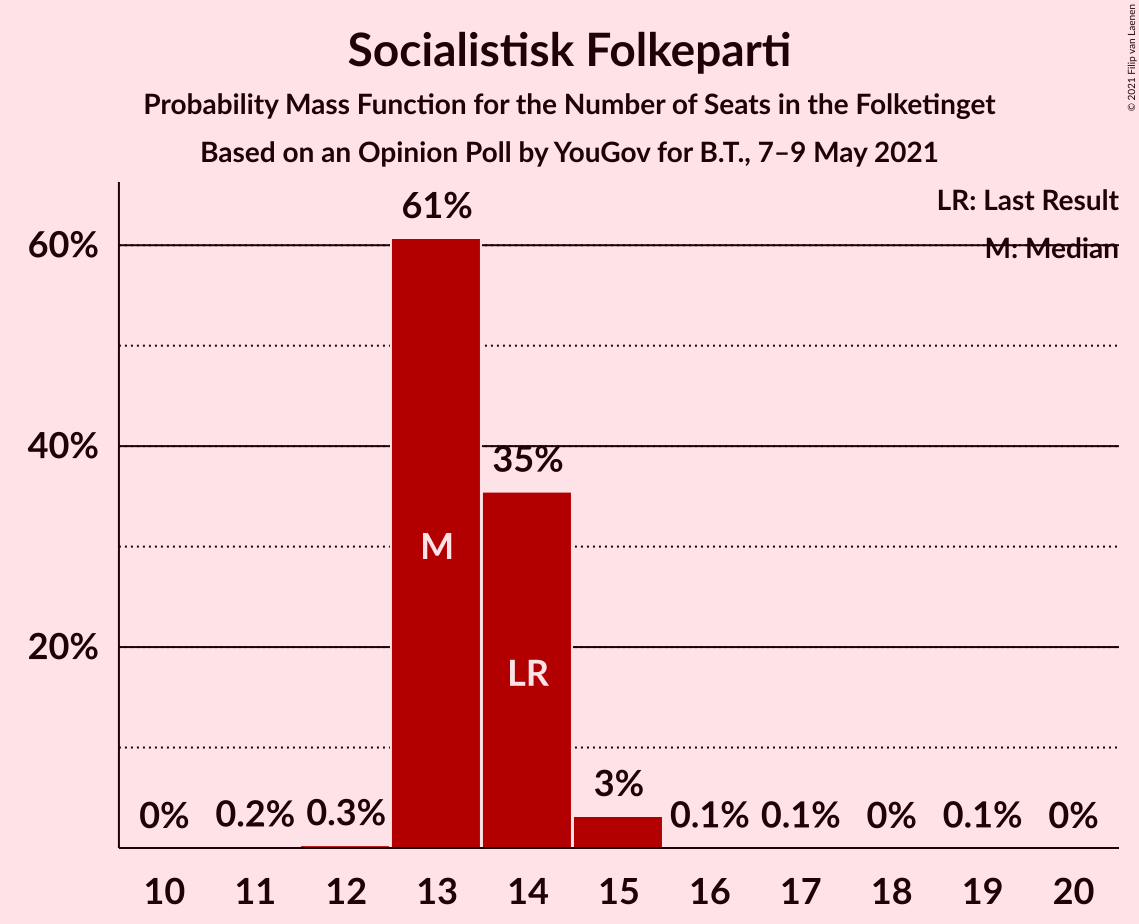 Socialistisk Folkeparti
Probability Mass Function for the Number of Seats in the Folketinget
Based on an Opinion Poll by YouGov for B.T., 7–9 May 2021
© 2021 Filip van Laenen
LR: Last Result
M: Median
60%
40%
20%
0%
0.2%
0.3%
61%
35%
3%
0.1%
0.1%
0%
0.1%
0%
M
LR
10 11 12 13 14 15 16 17 18 19 20